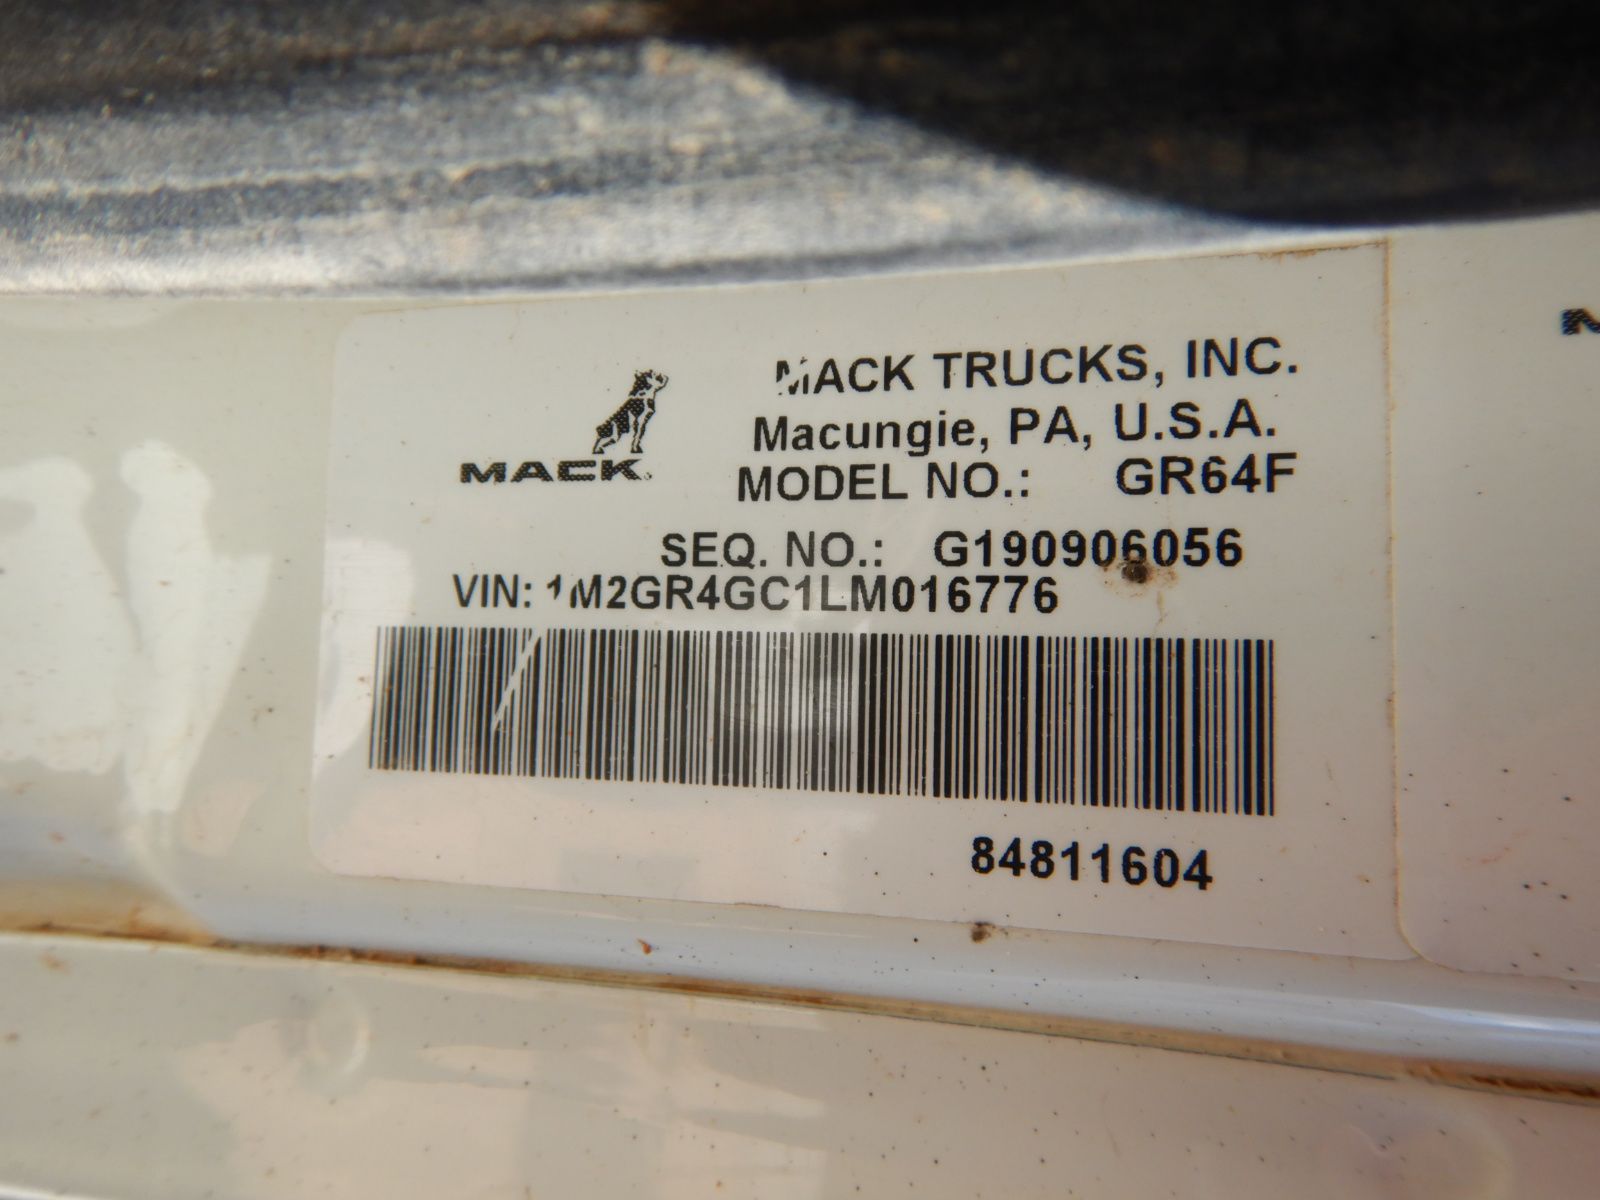 MACK TRUCKS, INC.
Macungie, PA, U.S.A.
MACK
MODEL NO.: GR64F
SEQ. NO.: G190906056
VIN: 1M2GR4GC1LM016776
84811604